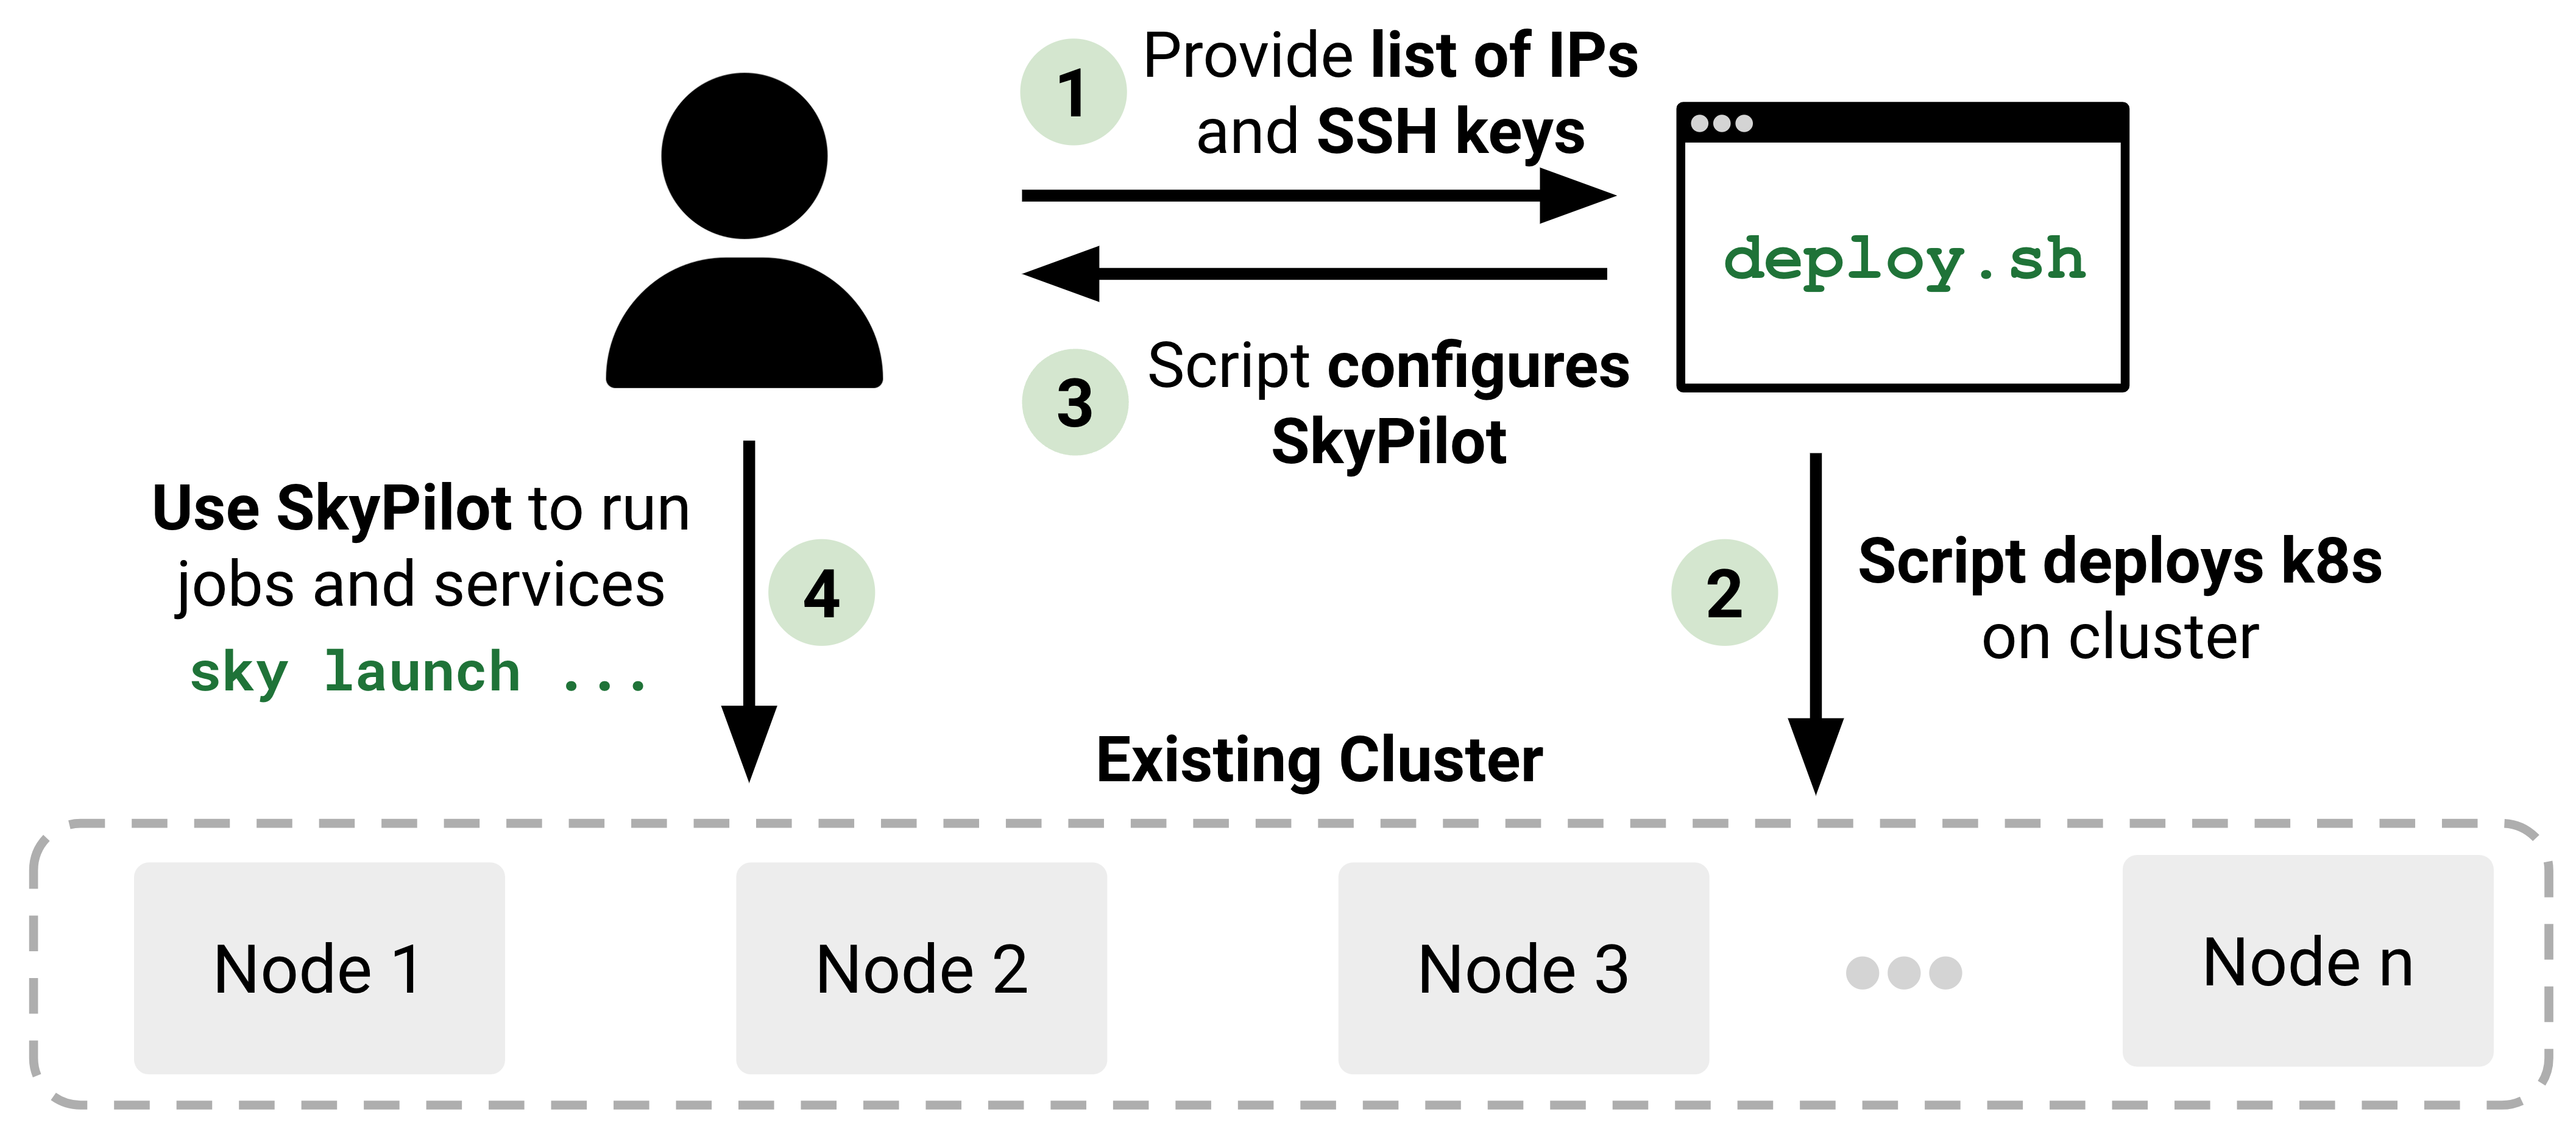 1
Provide list of IPs
and SSH keys
deploy.sh
3
Script configures
SkyPilot
Use SkyPilot to run
jobs and services
sky launch ...
4
2
Script deploys k8s
on cluster
Existing Cluster
Node 1
Node 2
Node 3
Node n